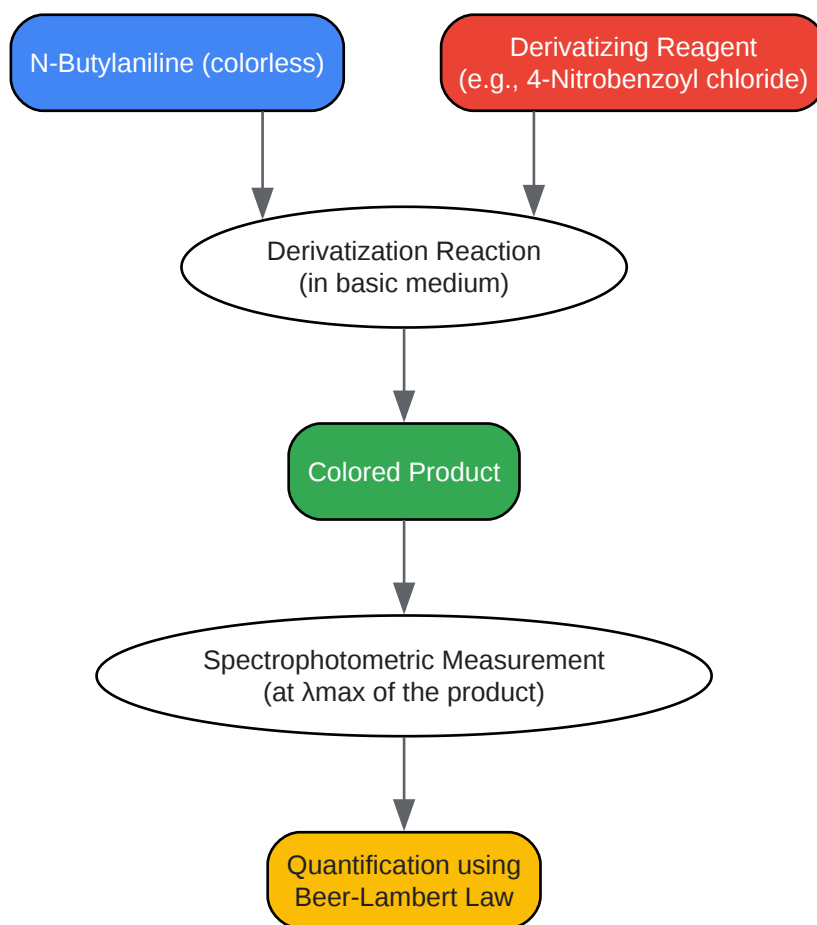 N-Butylaniline (colorless)
Derivatizing Reagent
(e.g., 4-Nitrobenzoyl chloride)
Derivatization Reaction
(in basic medium)
Colored Product
Spectrophotometric Measurement
(at λmax of the product)
Quantification using
Beer-Lambert Law